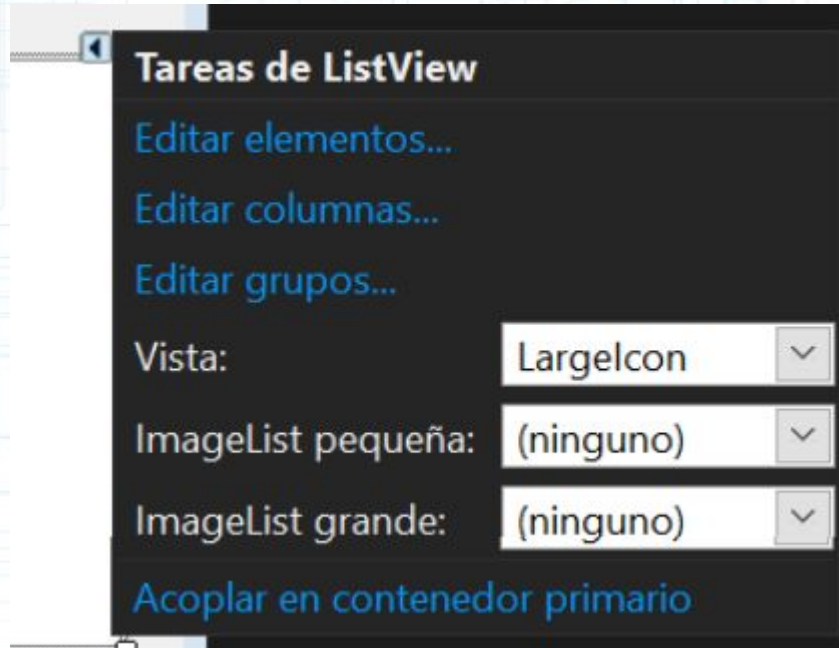 Tareas de ListView
Editar elementos...
Editar columnas...
Editar grupos...
Vista: LargeIcon
ImageList pequeña: (ninguno)
ImageList grande: (ninguno)
Acoplar en contenedor primario